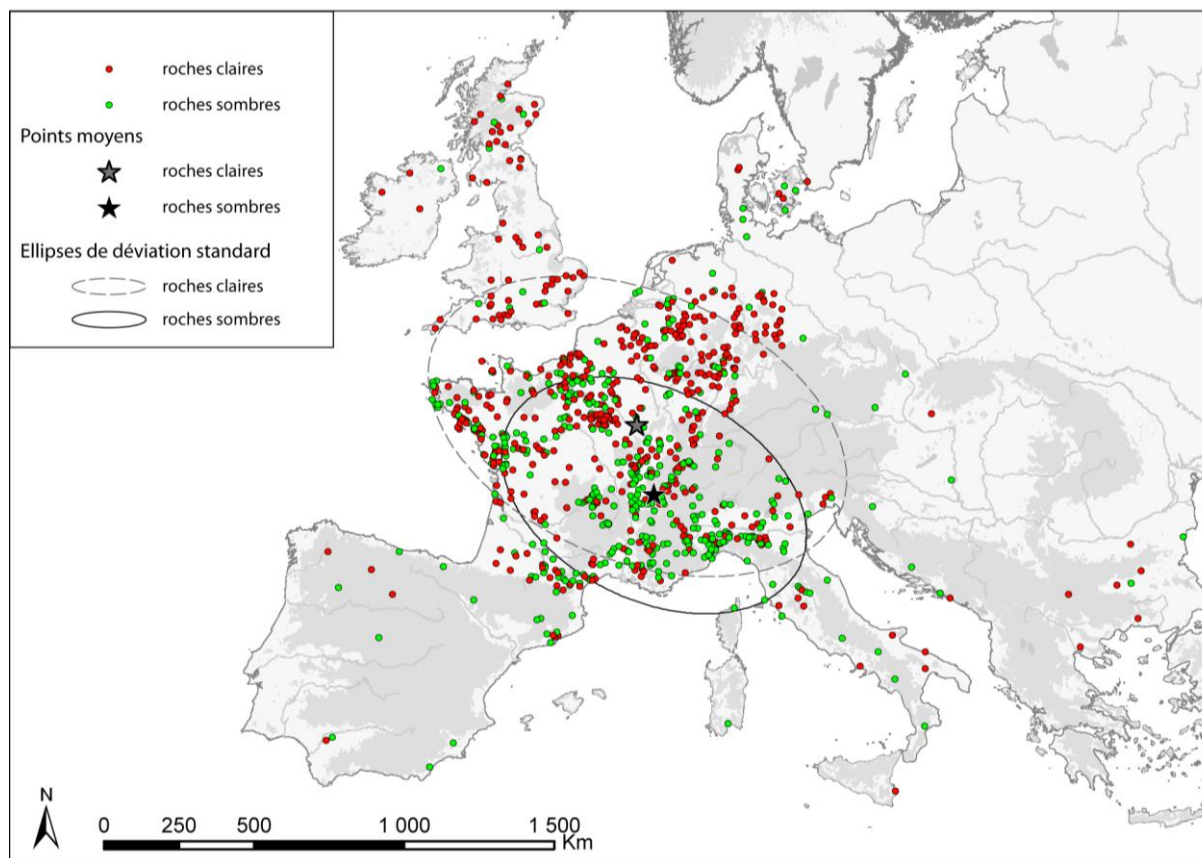 roches claires
roches sombres
Points moyens
roches claires
roches sombres
Ellipses de déviation standard
roches claires
roches sombres
N
0 250 500 1 000 1 500
Km